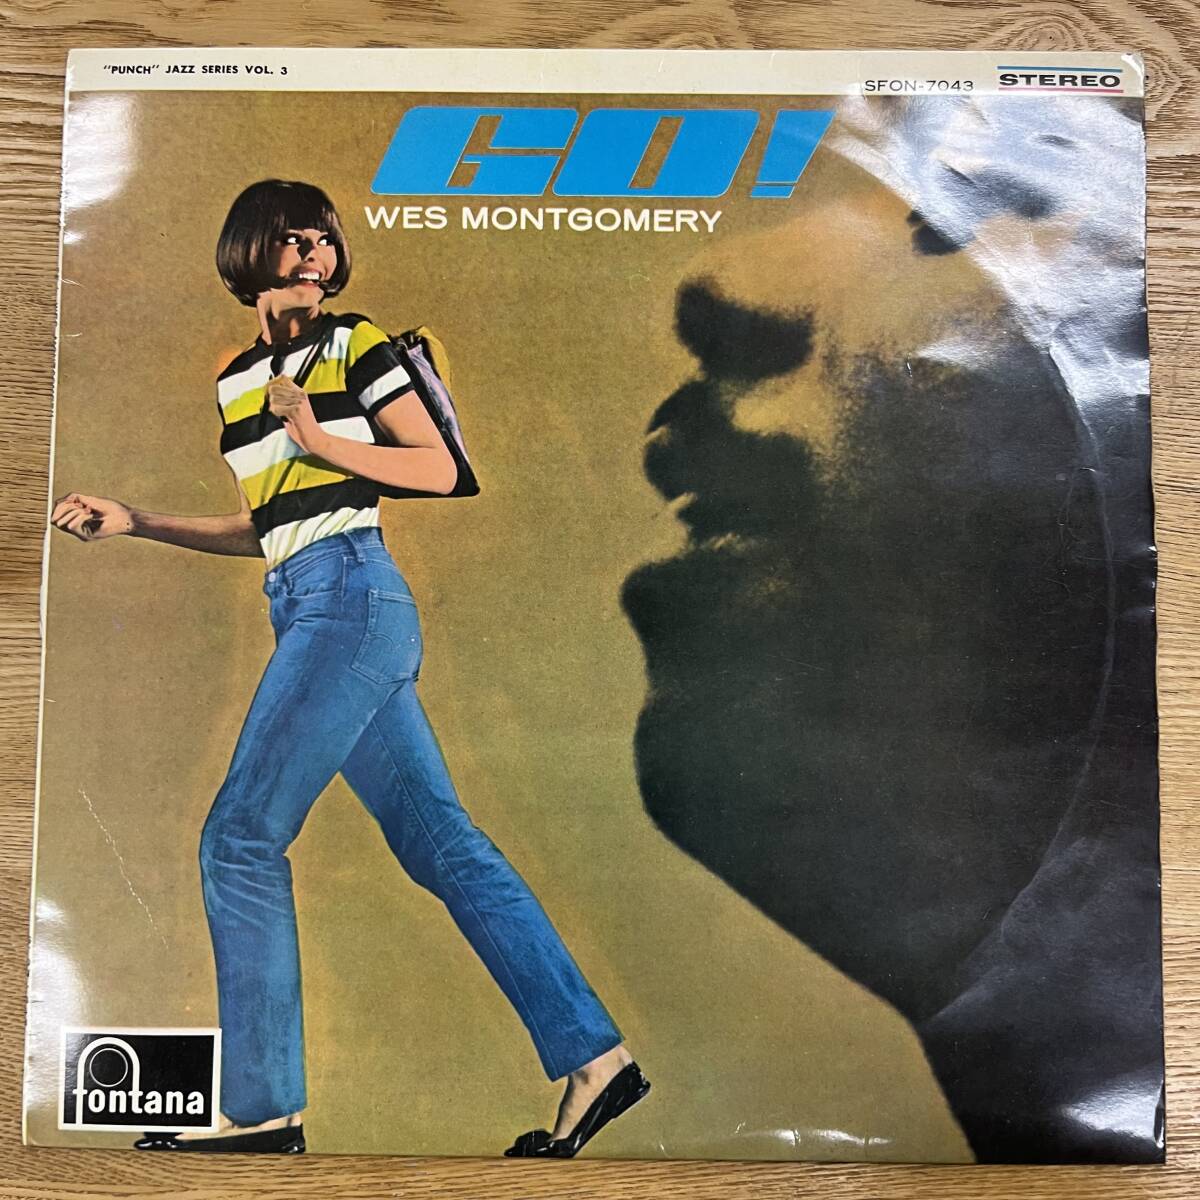 "PUNCH" JAZZ SERIES VOL. 3
SFON-7043
STEREO
GO!
WES MONTGOMERY
fontana